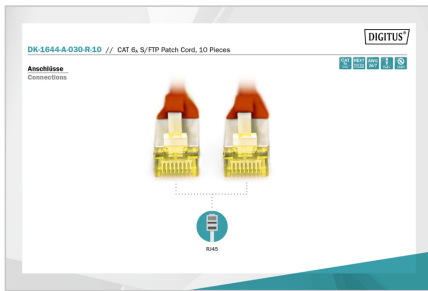 DIGITUS®
DK-1644-A-030-R-10 // CAT 6A S/FTP Patch Cord, 10 Pieces
Anschlüsse
Connections
RJ45